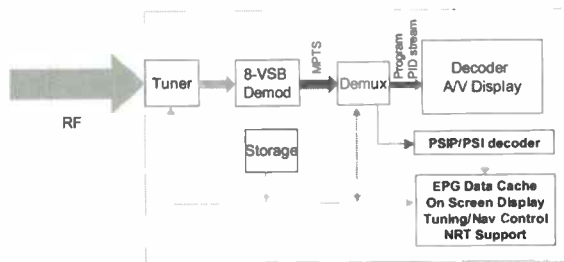 RF
Tuner
8-VSB
Demod
MPTS
Demux
Program
PID stream
Decoder
A/V Display
Storage
PSIP/PSI decoder
EPG Data Cache
On Screen Display
Tuning/Nav Control
NRT Support